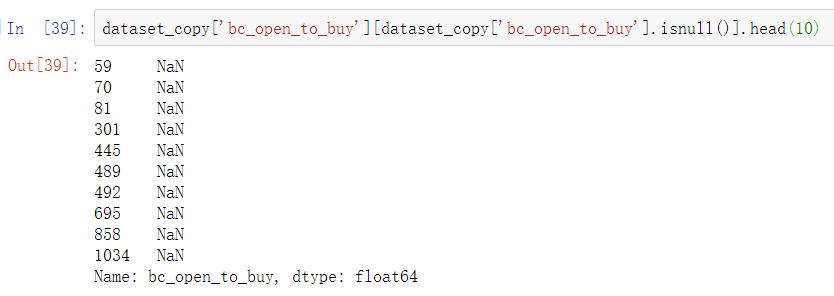 In [39]: dataset_copy['bc_open_to_buy'][dataset_copy['bc_open_to_buy'].isnull()].head(10)
Out[39]: 59 NaN
70 NaN
81 NaN
301 NaN
445 NaN
489 NaN
492 NaN
695 NaN
858 NaN
1034 NaN
Name: bc_open_to_buy, dtype: float64